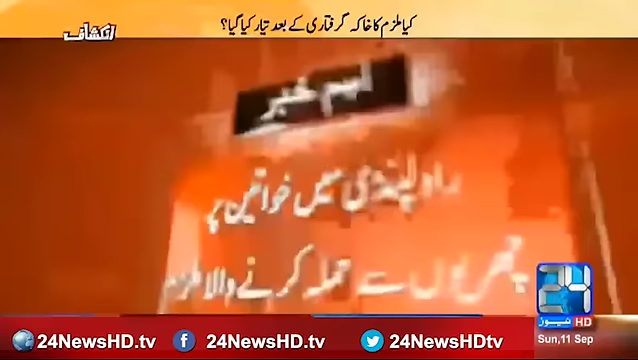 کیا ملزم کا خاکہ گرفتاری کے بعد تیار کیا گیا؟
انکشاف
اہم خبر
راولپنڈی میں خواتین پر
چھریوں سے حملہ کرنے والا ملزم
24
نیوز HD
Sun,11 Sep
24NewsHD.tv 24NewsHD.tv 24NewsHDtv